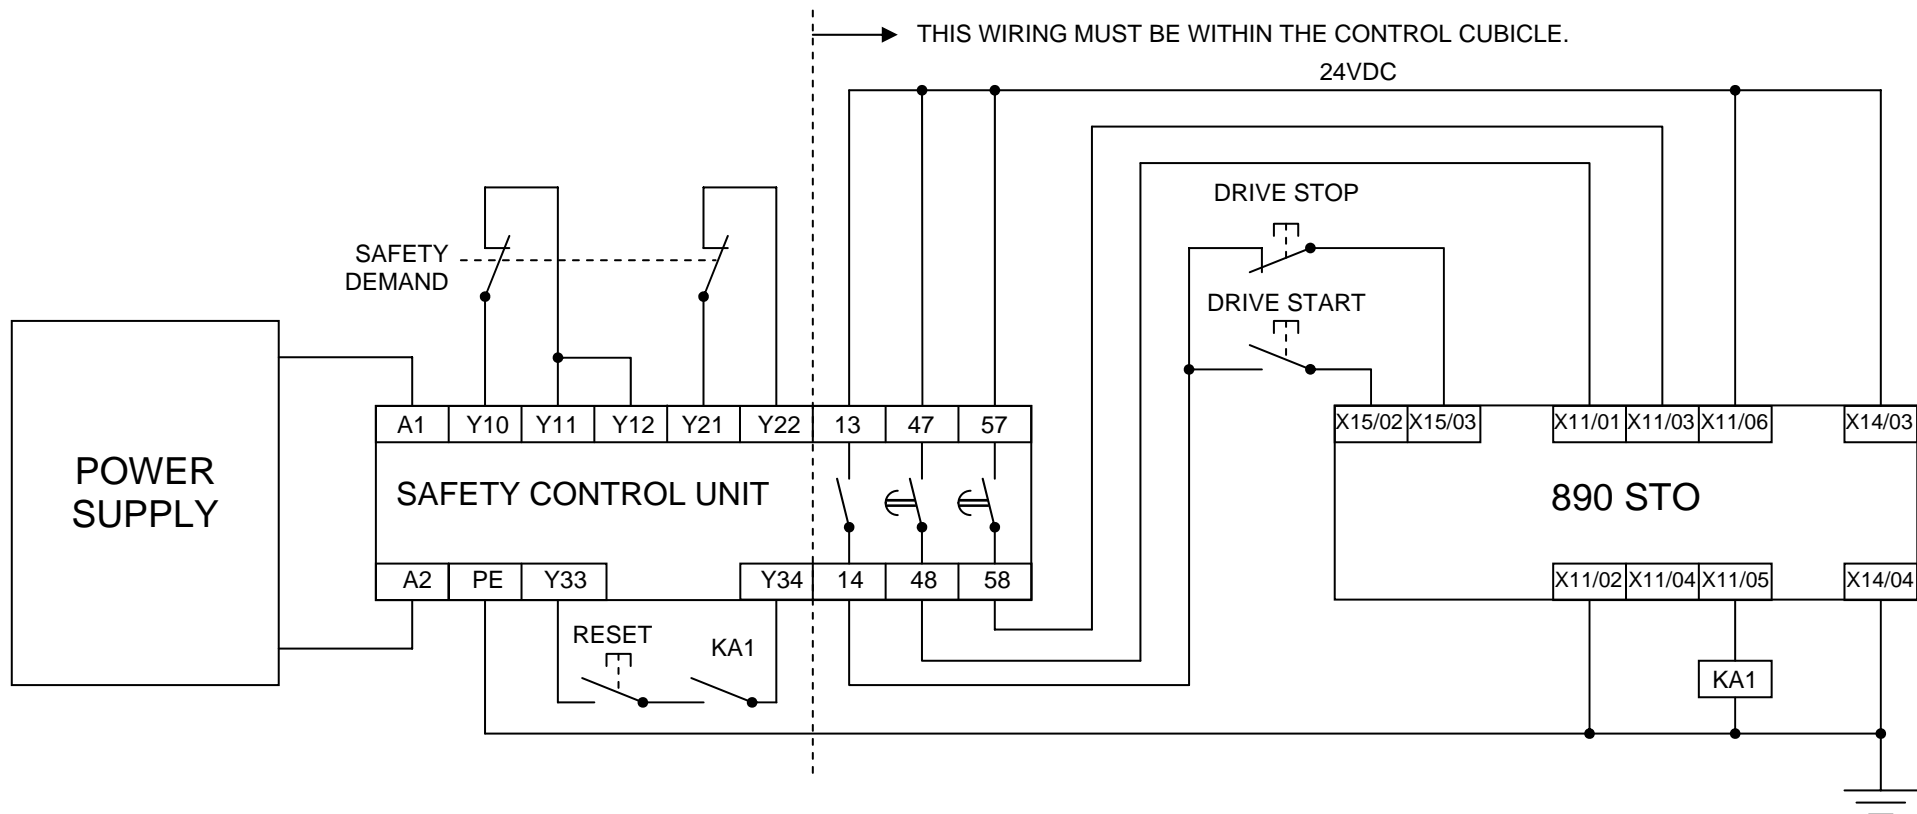 THIS WIRING MUST BE WITHIN THE CONTROL CUBICLE.
24VDC
DRIVE STOP
SAFETY
DEMAND
DRIVE START
A1 Y10 Y11 Y12 Y21 Y22 13 47 57
X15/02 X15/03 X11/01 X11/03 X11/06 X14/03
POWER
SUPPLY
SAFETY CONTROL UNIT
890 STO
A2 PE Y33 Y34 14 48 58
X11/02 X11/04 X11/05 X14/04
RESET
KA1
KA1